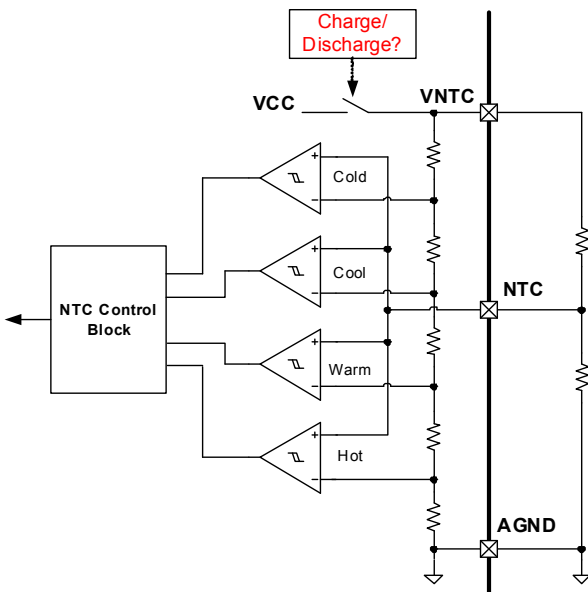 Charge/
Discharge?
VCC
VNTC
+
Cold
−
+
Cool
−
NTC
NTC Control
Block
+
Warm
−
+
Hot
−
AGND